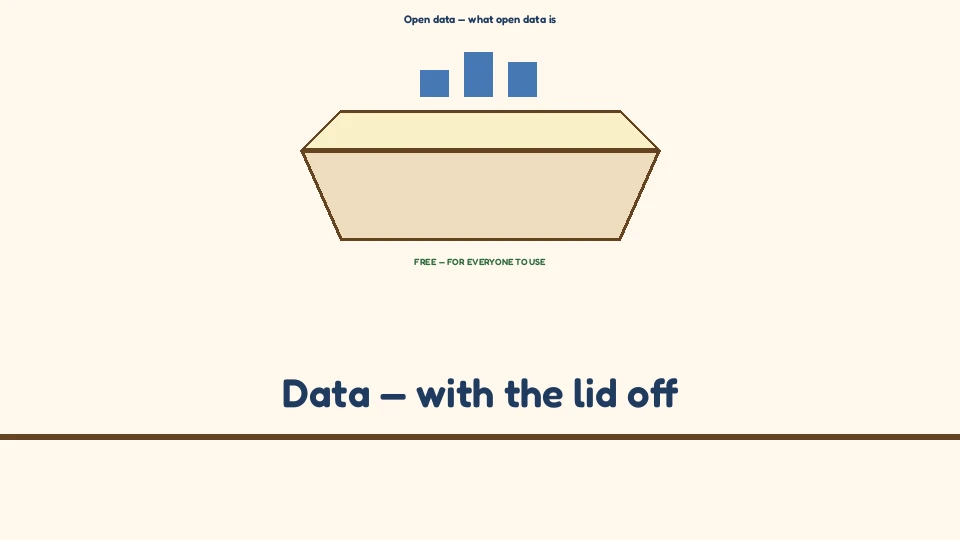 Open data — what open data is
FREE — FOR EVERYONE TO USE
Data — with the lid off